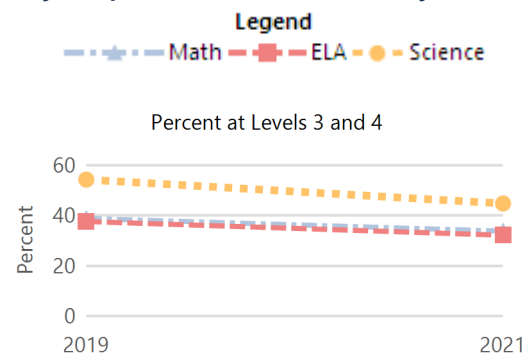 Legend
Math ELA Science
Percent at Levels 3 and 4
60
40
20
0
Percent
2019 2021